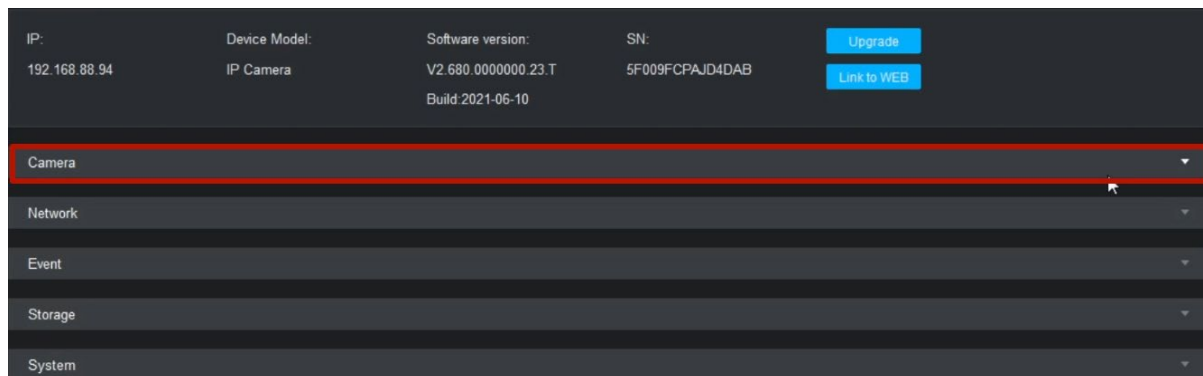 IP: Device Model: Software version: SN: Upgrade
192.168.88.94 IP Camera V2.680.0000000.23.T 5F009FCPAJD4DAB Link to WEB
Build:2021-06-10
Camera
Network
Event
Storage
System